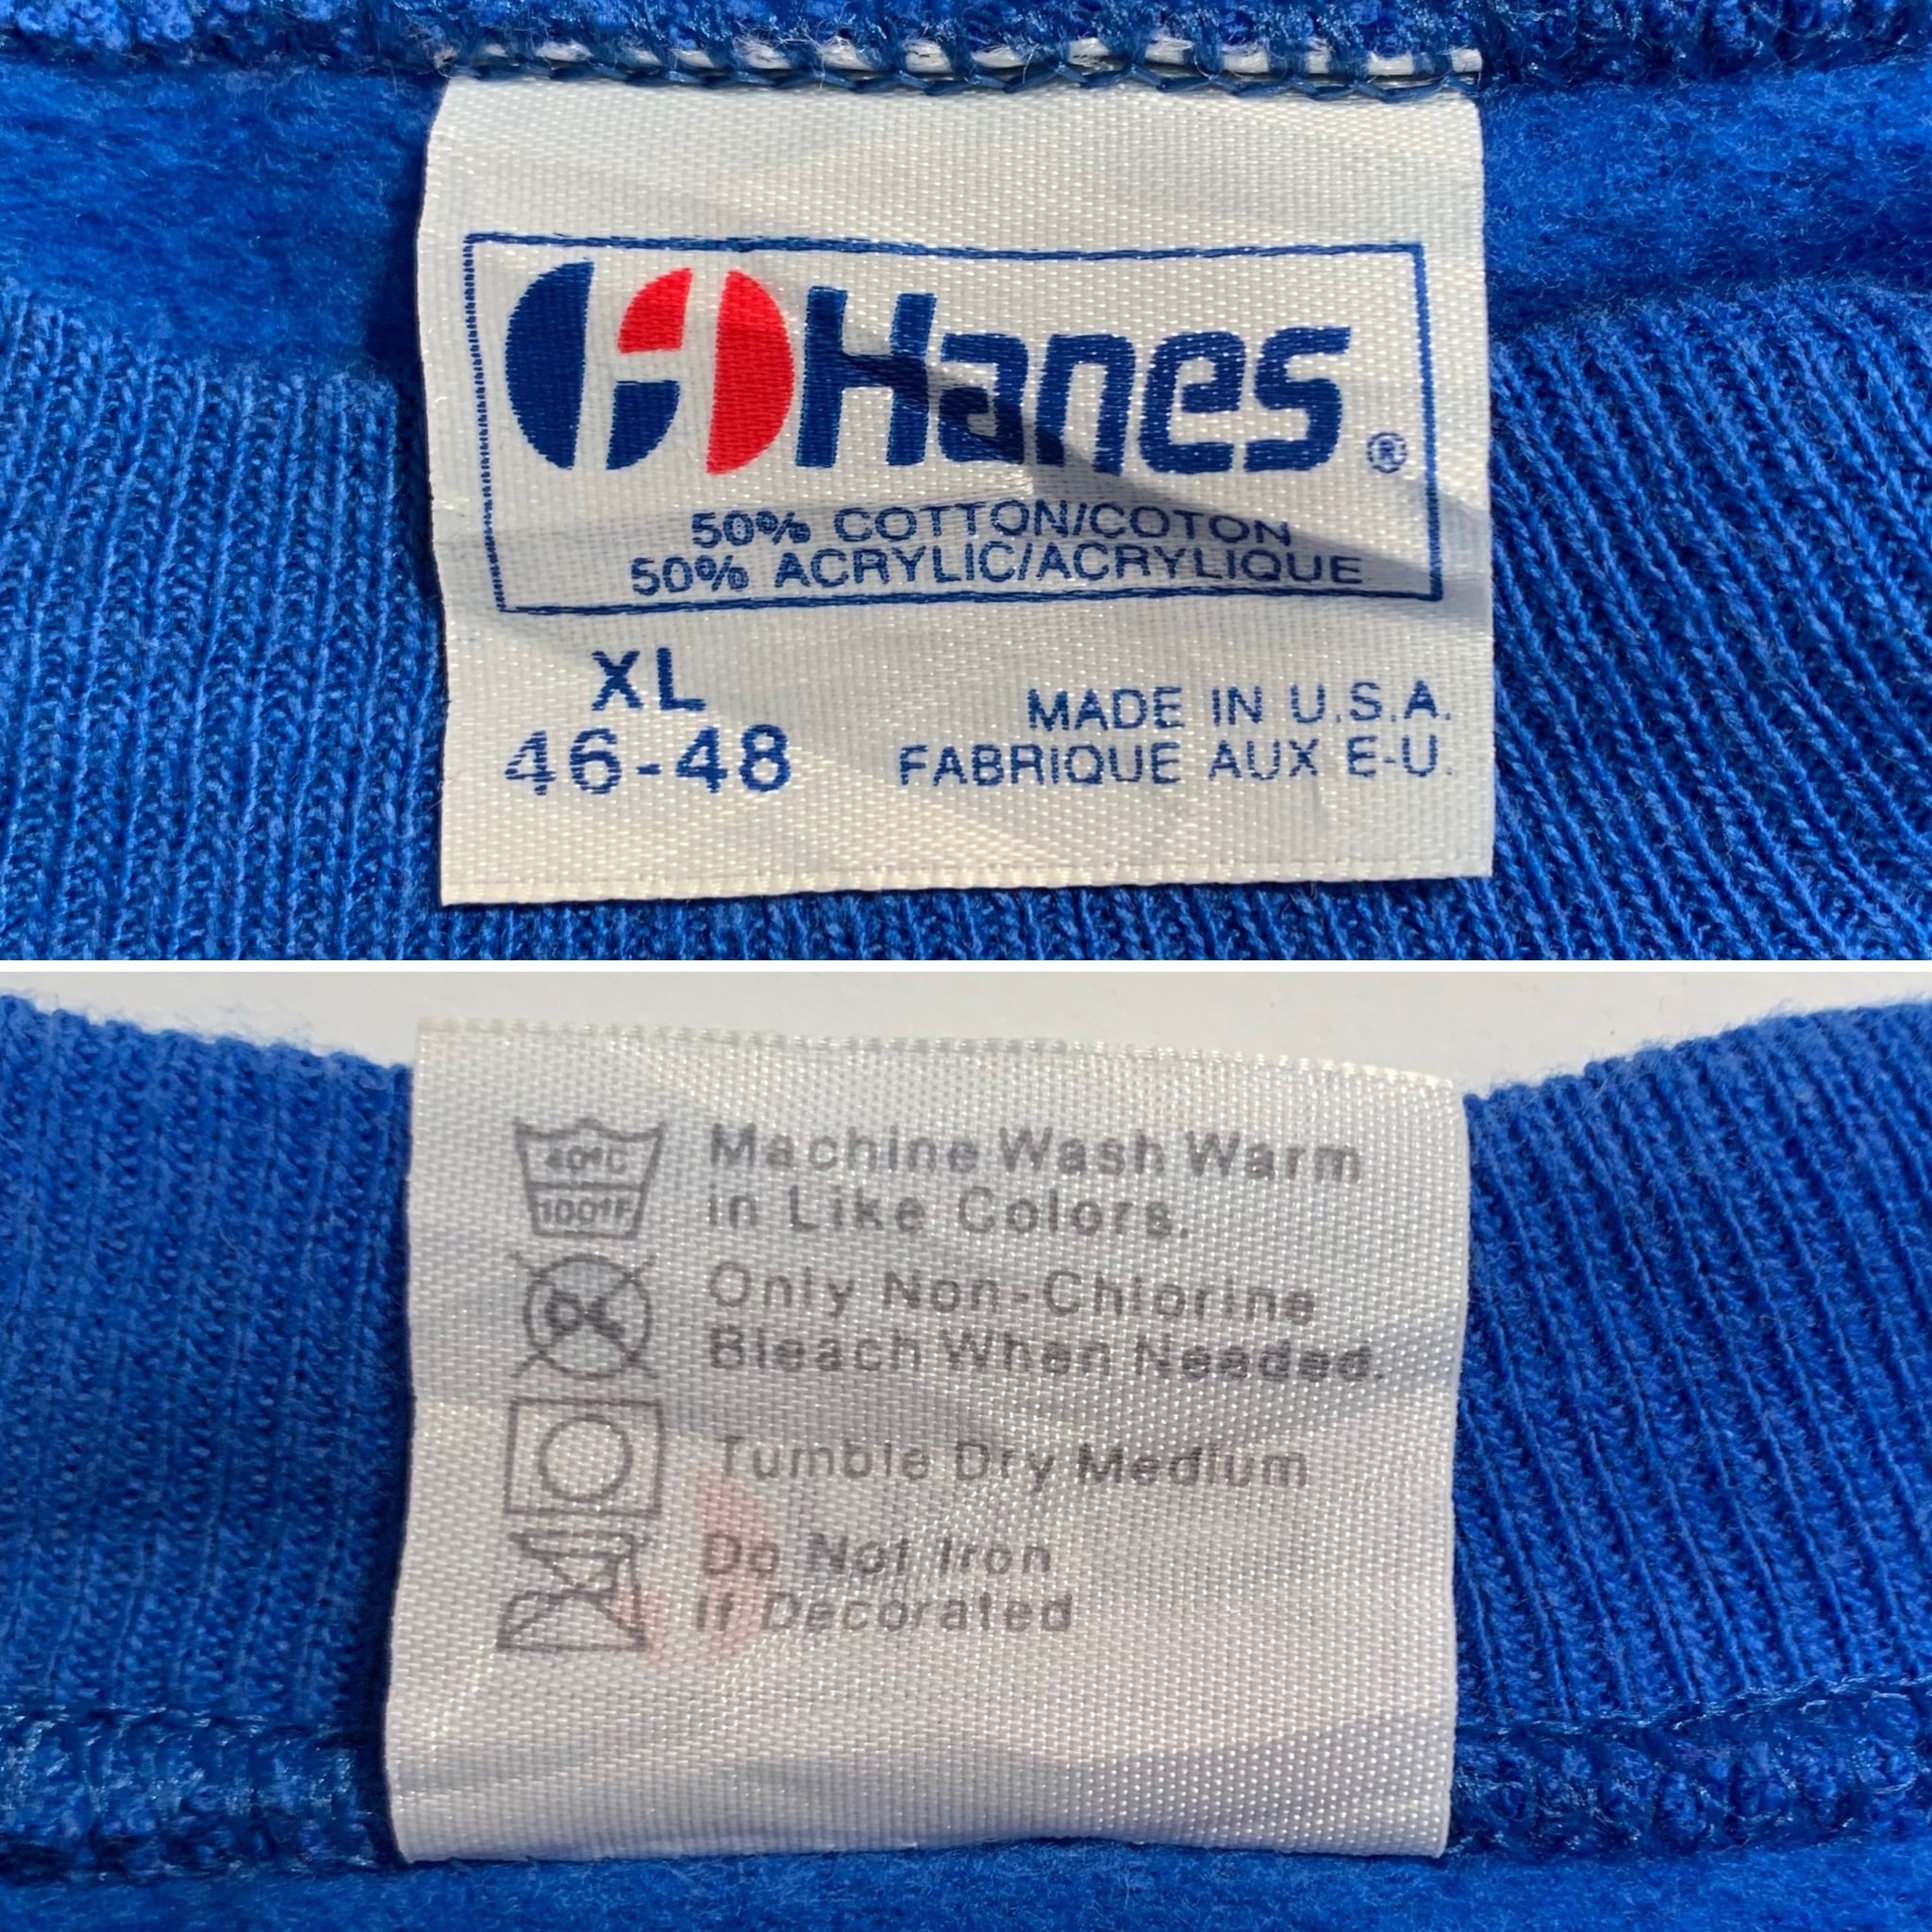 Hanes®
50% COTTON/COTON
50% ACRYLIC/ACRYLIQUE
XL
46-48
MADE IN U.S.A.
FABRIQUE AUX E-U.
40°C
100°F
Machine Wash Warm
in Like Colors.
Only Non-Chlorine
Bleach When Needed.
Tumble Dry Medium
Do Not Iron
If Decorated